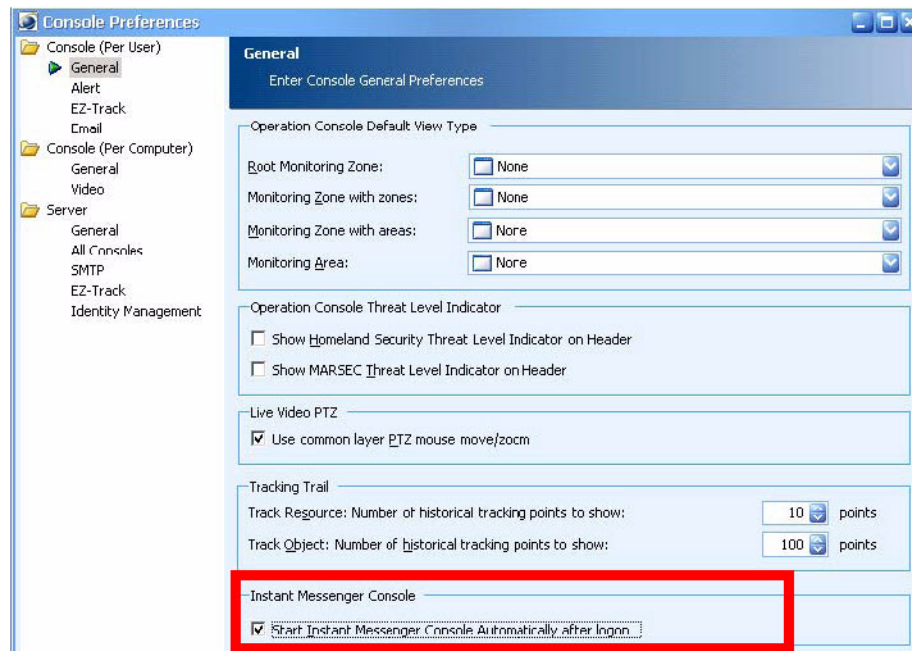 Console Preferences
Console (Per User)
General
Alert
EZ-Track
Email
Console (Per Computer)
General
Video
Server
General
All Consoles
SMTP
EZ-Track
Identity Management
General
Enter Console General Preferences
Operation Console Default View Type
Root Monitoring Zone: None
Monitoring Zone with zones: None
Monitoring Zone with areas: None
Monitoring Area: None
Operation Console Threat Level Indicator
Show Homeland Security Threat Level Indicator on Header
Show MARSEC Threat Level Indicator on Header
Live Video PTZ
Use common layer PTZ mouse move/zoom
Tracking Trail
Track Resource: Number of historical tracking points to show: 10 points
Track Object: Number of historical tracking points to show: 100 points
Instant Messenger Console
Start Instant Messenger Console Automatically after logon